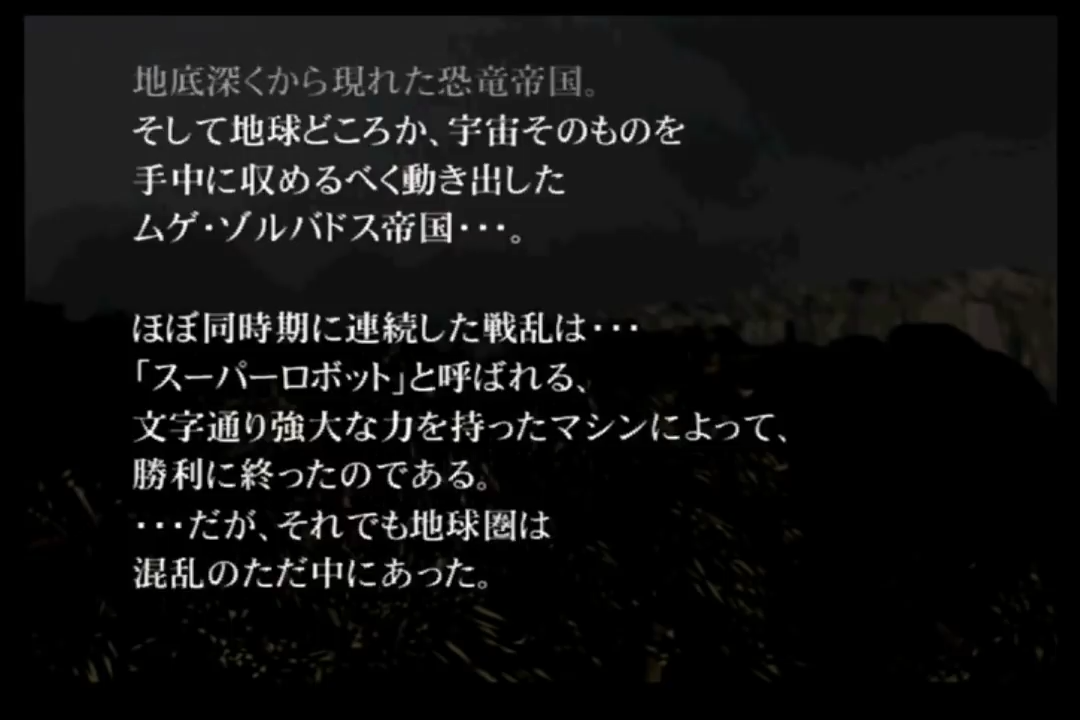 地底深くから現れた恐竜帝国。
そして地球どころか、宇宙そのものを
手中に収めるべく動き出した
ムゲ・ゾルバドス帝国・・・。
ほぼ同時期に連続した戦乱は・・・
「スーパーロボット」と呼ばれる、
文字通り強大な力を持ったマシンによって、
勝利に終ったのである。
・・・だが、それでも地球圏は
混乱のただ中にあった。